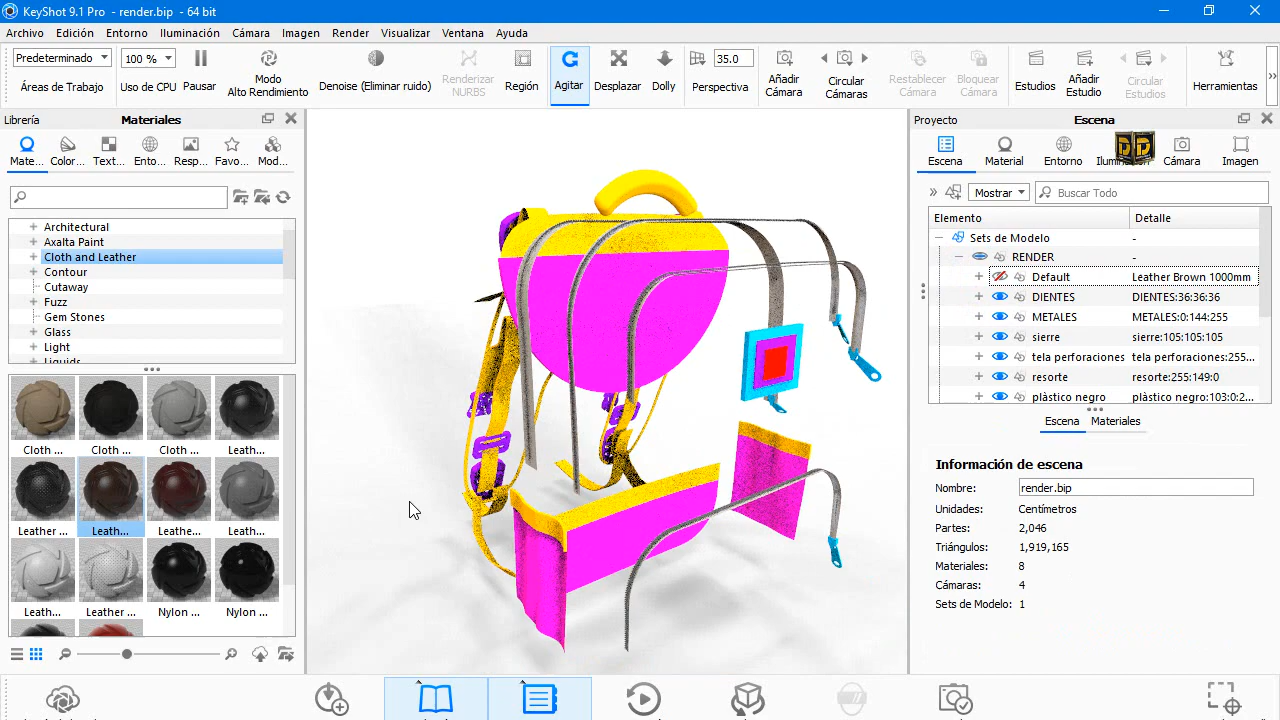 KeyShot 9.1 Pro - render.bip - 64 bit
Archivo Edición Entorno Iluminación Cámara Imagen Render Visualizar Ventana Ayuda
Predeterminado 100 % 35.0
Áreas de Trabajo Uso de CPU Pausar Modo Alto Rendimiento Denoise (Eliminar ruido) Renderizar NURBS Región Agitar Desplazar Dolly Perspectiva Añadir Cámara Circular Cámaras Restablecer Cámara Bloquear Cámara Estudios Añadir Estudio Circular Estudios Herramientas
Librería Materiales
Mate... Color... Text... Ento... Resp... Favo... Mod...
Architectural
Axalta Paint
Cloth and Leather
Contour
Cutaway
Fuzz
Gem Stones
Glass
Light
Liquids
Cloth ... Cloth ... Cloth ... Leath...
Leather ... Leath... Leathe... Leath...
Leath... Leather ... Nylon ... Nylon ...
Proyecto Escena
Escena Material Entorno Cámara Imagen
Mostrar Buscar Todo
Elemento Detalle
Sets de Modelo -
RENDER -
Default Leather Brown 1000mm
DIENTES DIENTES:36:36:36
METALES METALES:0:144:255
sierre sierre:105:105:105
tela perforaciones tela perforaciones:255...
resorte resorte:255:149:0
plàstico negro plàstico negro:103:0:2...
Escena Materiales
Información de escena
Nombre: render.bip
Unidades: Centímetros
Partes: 2,046
Triángulos: 1,919,165
Materiales: 8
Cámaras: 4
Sets de Modelo: 1